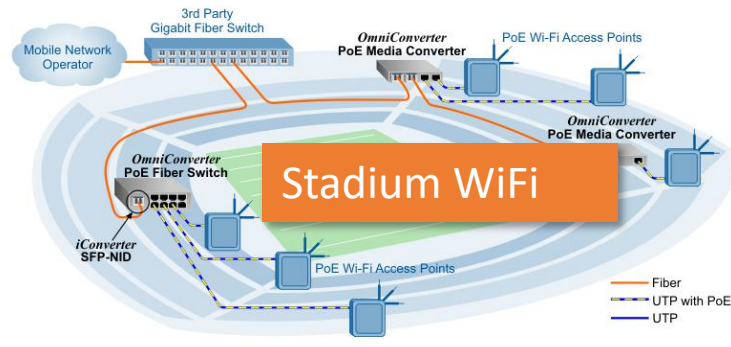 3rd Party
Gigabit Fiber Switch
Mobile Network
Operator
OmniConverter
PoE Media Converter
PoE Wi-Fi Access Points
OmniConverter
PoE Media Converter
OmniConverter
PoE Fiber Switch
Stadium WiFi
iConverter
SFP-NID
PoE Wi-Fi Access Points
Fiber
UTP with PoE
UTP